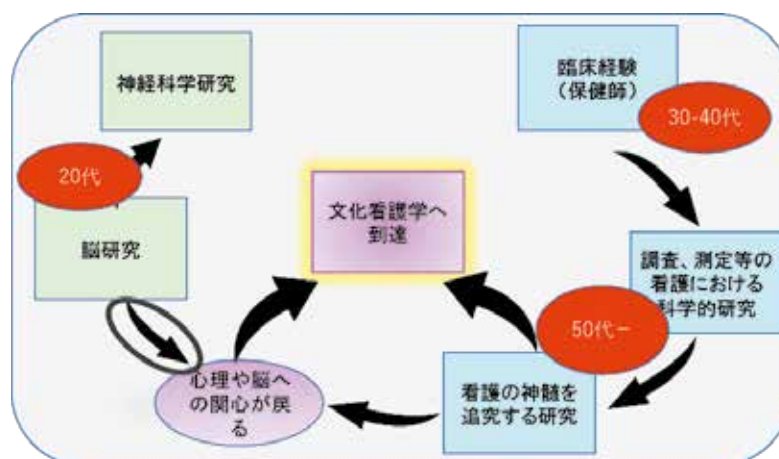 神経科学研究
20代
脳研究
臨床経験
（保健師）
30-40代
文化看護学へ
到達
調査、測定等の
看護における
科学的研究
50代－
看護の神髄を
追究する研究
心理や脳へ
の関心が戻
る